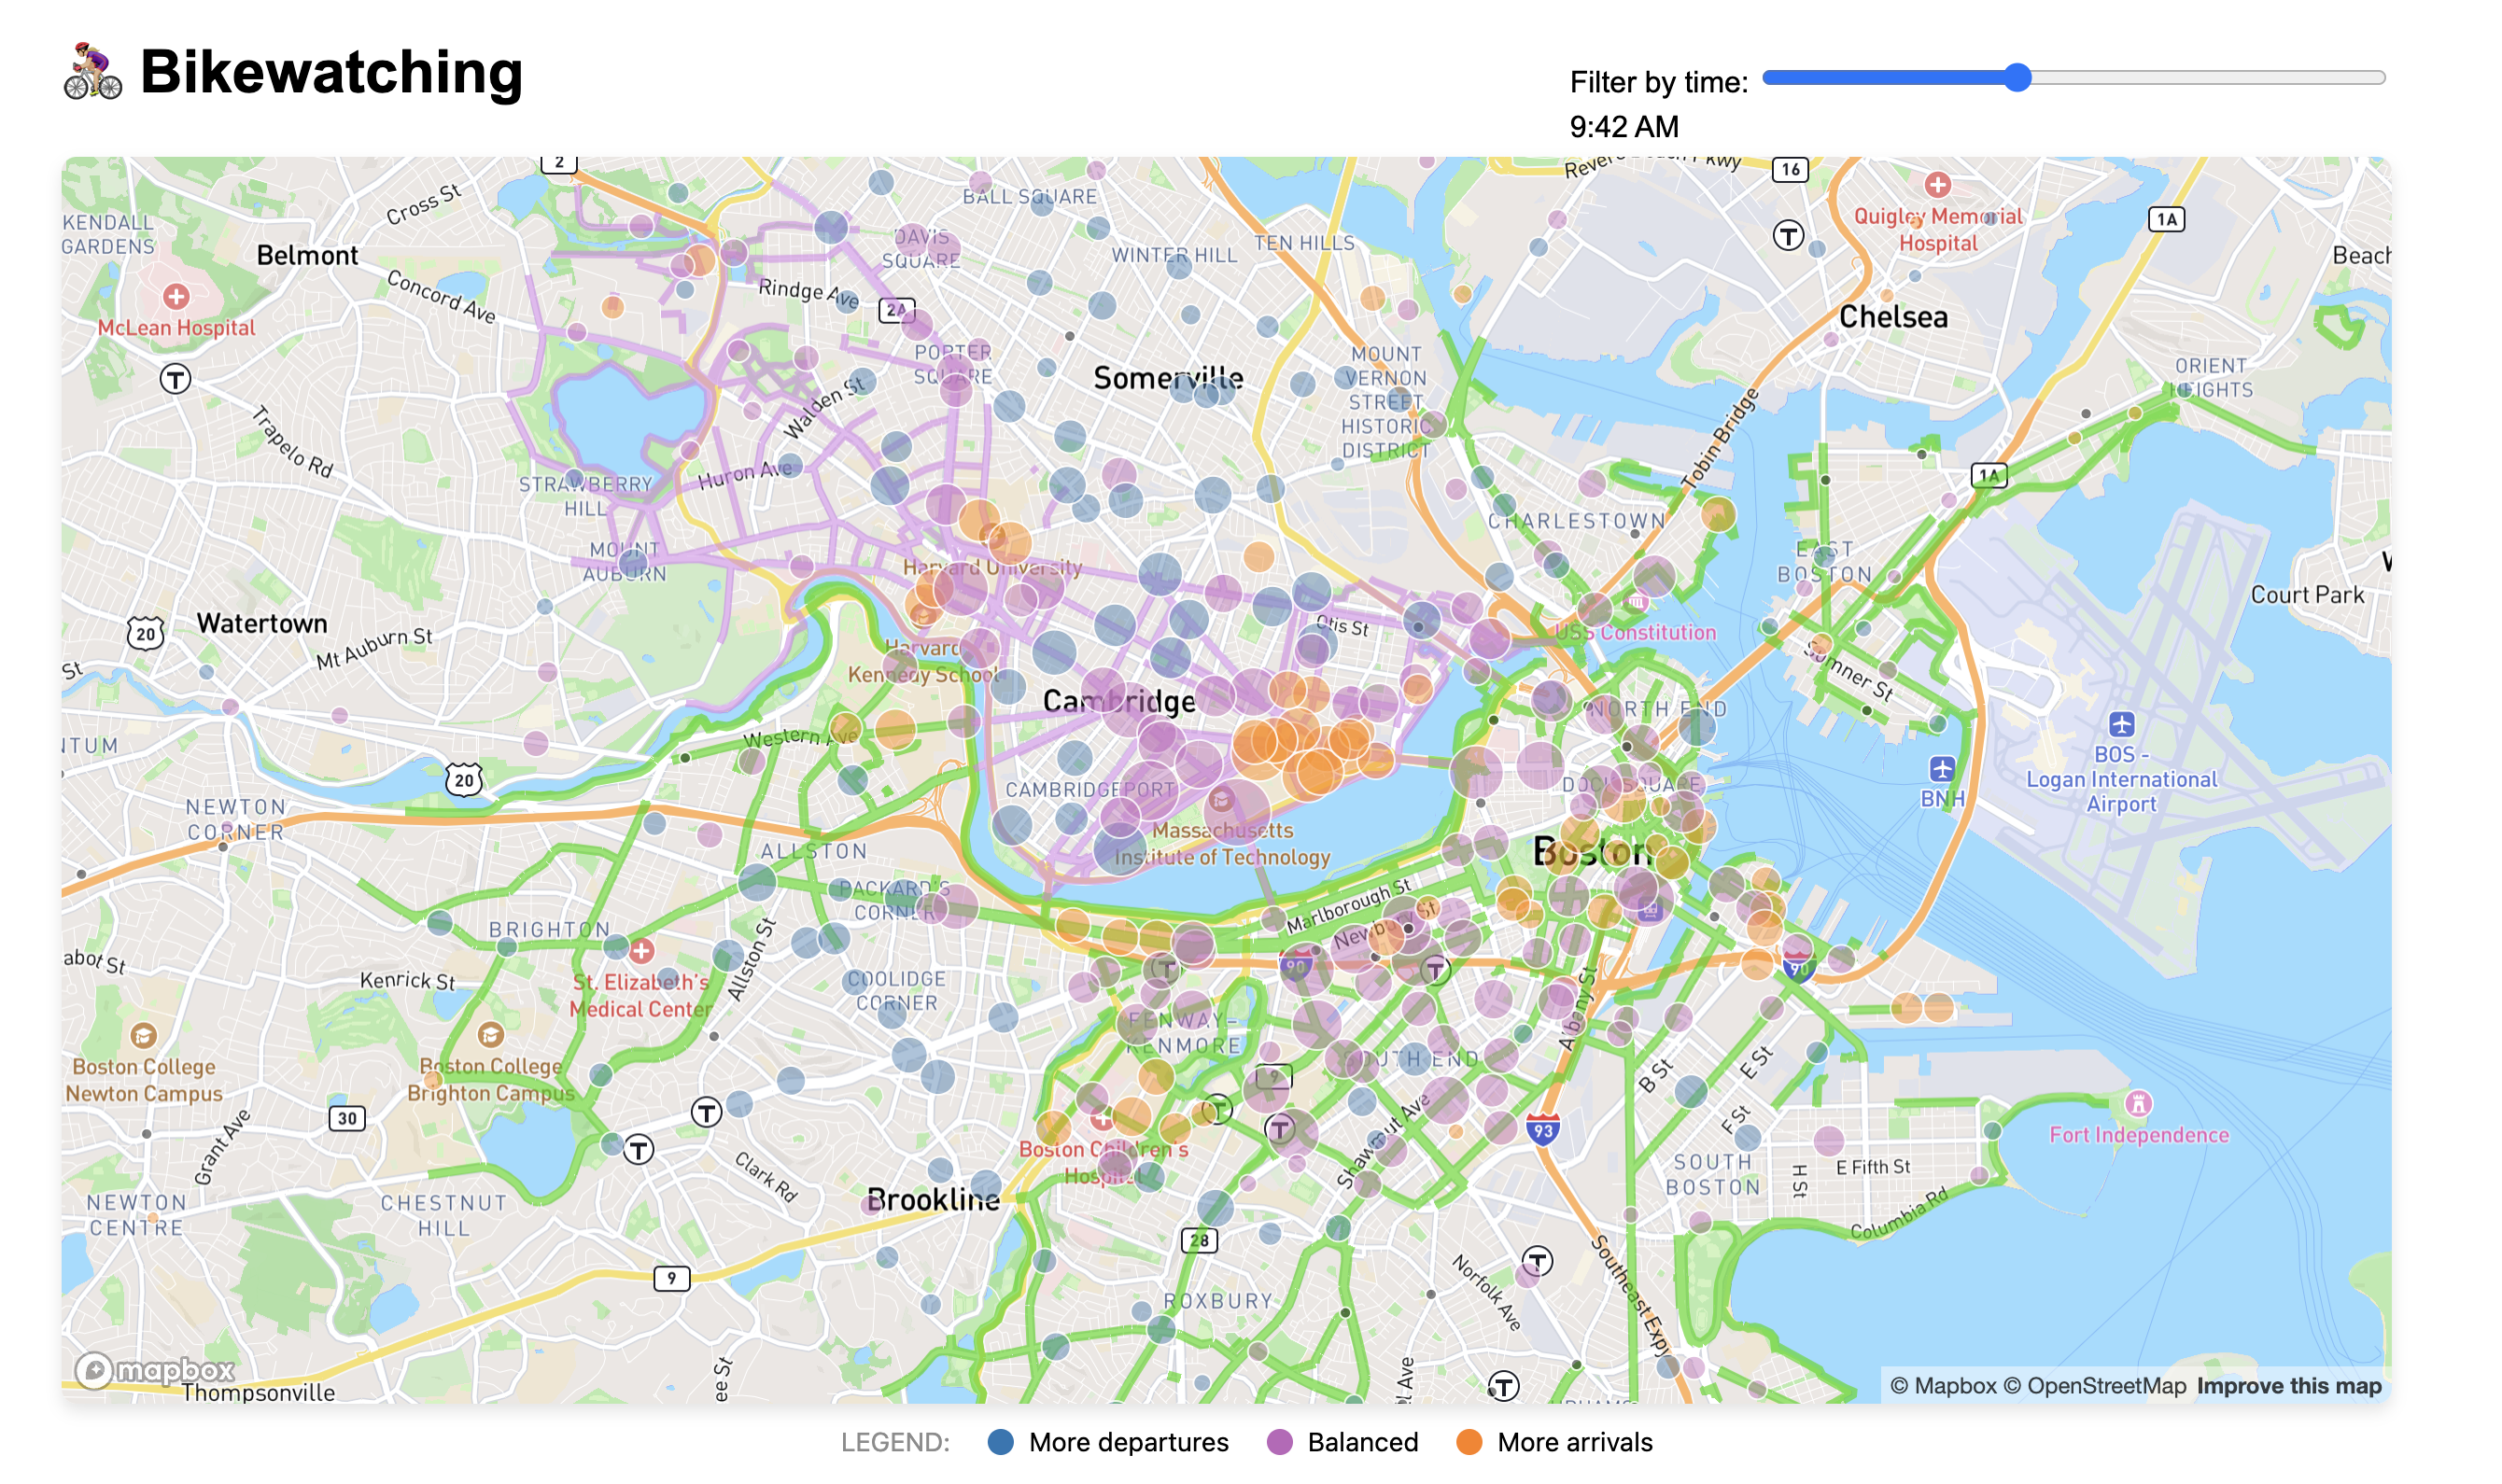 Bikewatching
Filter by time:
9:42 AM
2
16
1A
KENDALL
GARDENS
Cross St
BALL SQUARE
Quigley Memorial
Hospital
Belmont
DAVIS
SQUARE
WINTER HILL
TEN HILLS
Concord Ave
Rindge Ave
2A
McLean Hospital
Chelsea
T
PORTER
SQUARE
Somerville
MOUNT
VERNON
STREET
HISTORIC
DISTRICT
ORIENT
HEIGHTS
T
Walden St
Trapelo Rd
Tobin Bridge
Huron Ave
STRAWBERRY
HILL
1A
CHARLESTOWN
MOUNT
AUBURN
Harvard University
EAST
BOSTON
Court Park
Watertown
20
Mt Auburn St
St
Otis St
USS Constitution
Harvard
Kennedy School
Sumner St
Cambridge
NORTH END
Western Ave
20
BOS -
Logan International
Airport
BNH
CAMBRIDGEPORT
DOCK SQUARE
NEWTON
CORNER
Massachusetts
Institute of Technology
ALLSTON
Boston
PACKARD'S
CORNER
Marlborough St
Newbury St
BRIGHTON
Allston St
St. Elizabeth's
Medical Center
Kenrick St
COOLIDGE
CORNER
T
90
T
90
Albany St
FENWAY-
KENMORE
Boston College
Newton Campus
Boston College
Brighton Campus
SOUTH END
9
B St
E St
F St
30
T
T
T
T
93
Shawmut Ave
Fort Independence
Boston Children's
Hospital
Grant Ave
Clark Rd
SOUTH
BOSTON
H St
E Fifth St
NEWTON
CENTRE
CHESTNUT
HILL
Brookline
Columbia Rd
28
9
T
Norfolk Ave
Southeast Expy
ROXBURY
mapbox
Thompsonville
T
© Mapbox © OpenStreetMap Improve this map
LEGEND:
More departures
Balanced
More arrivals